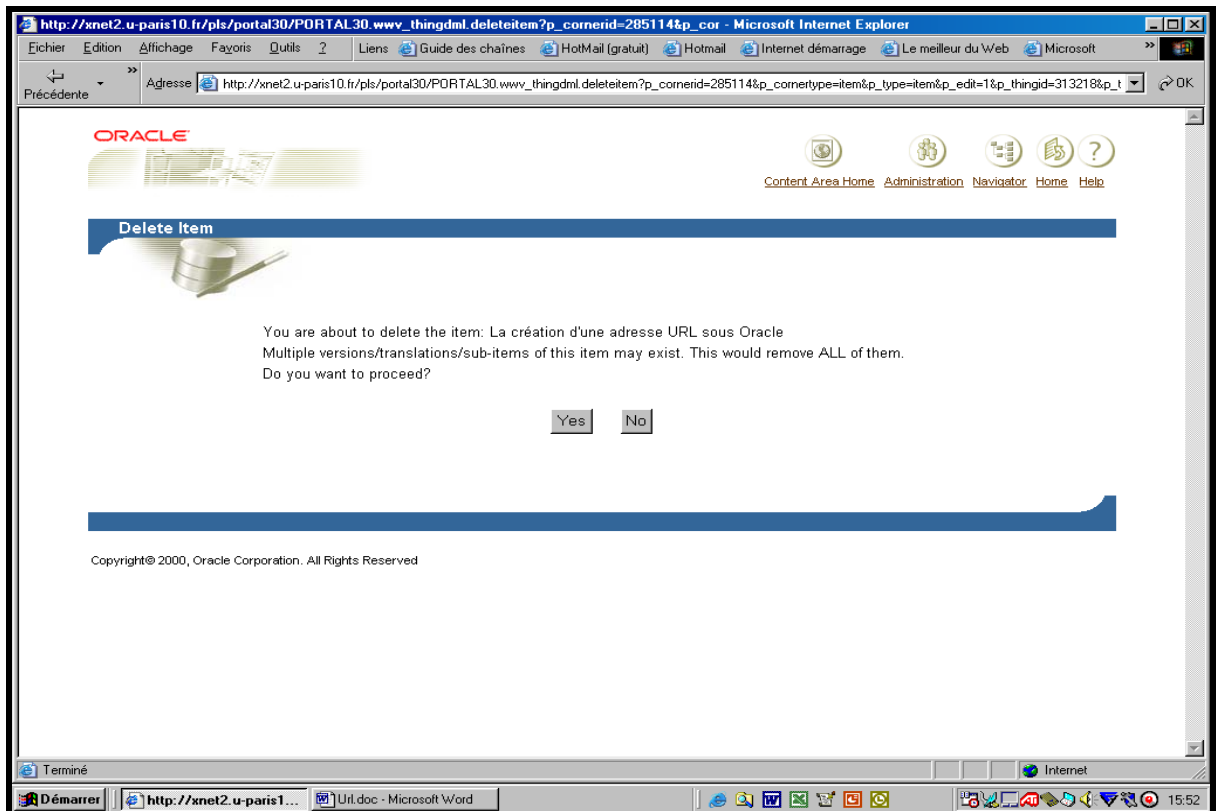 http://xnet2.u-paris10.fr/pls/portal30/PORTAL30.wwv_thingdml.deleteitem?p_cornerid=285114&p_cor - Microsoft Internet Explorer
Fichier Edition Affichage Favoris Outils ? Liens Guide des chaînes HotMail (gratuit) Hotmail Internet démarrage Le meilleur du Web Microsoft »
Précédente » Adresse http://xnet2.u-paris10.fr/pls/portal30/PORTAL30.wwv_thingdml.deleteitem?p_cornerid=285114&p_cornertype=item&p_type=item&p_edit=1&p_thingid=313218&p_t OK
ORACLE
Content Area Home Administration Navigator Home Help
Delete Item
You are about to delete the item: La création d'une adresse URL sous Oracle
Multiple versions/translations/sub-items of this item may exist. This would remove ALL of them.
Do you want to proceed?
Yes No
Copyright© 2000, Oracle Corporation. All Rights Reserved
Terminé Internet
Démarrer http://xnet2.u-paris1... Url.doc - Microsoft Word 15:52